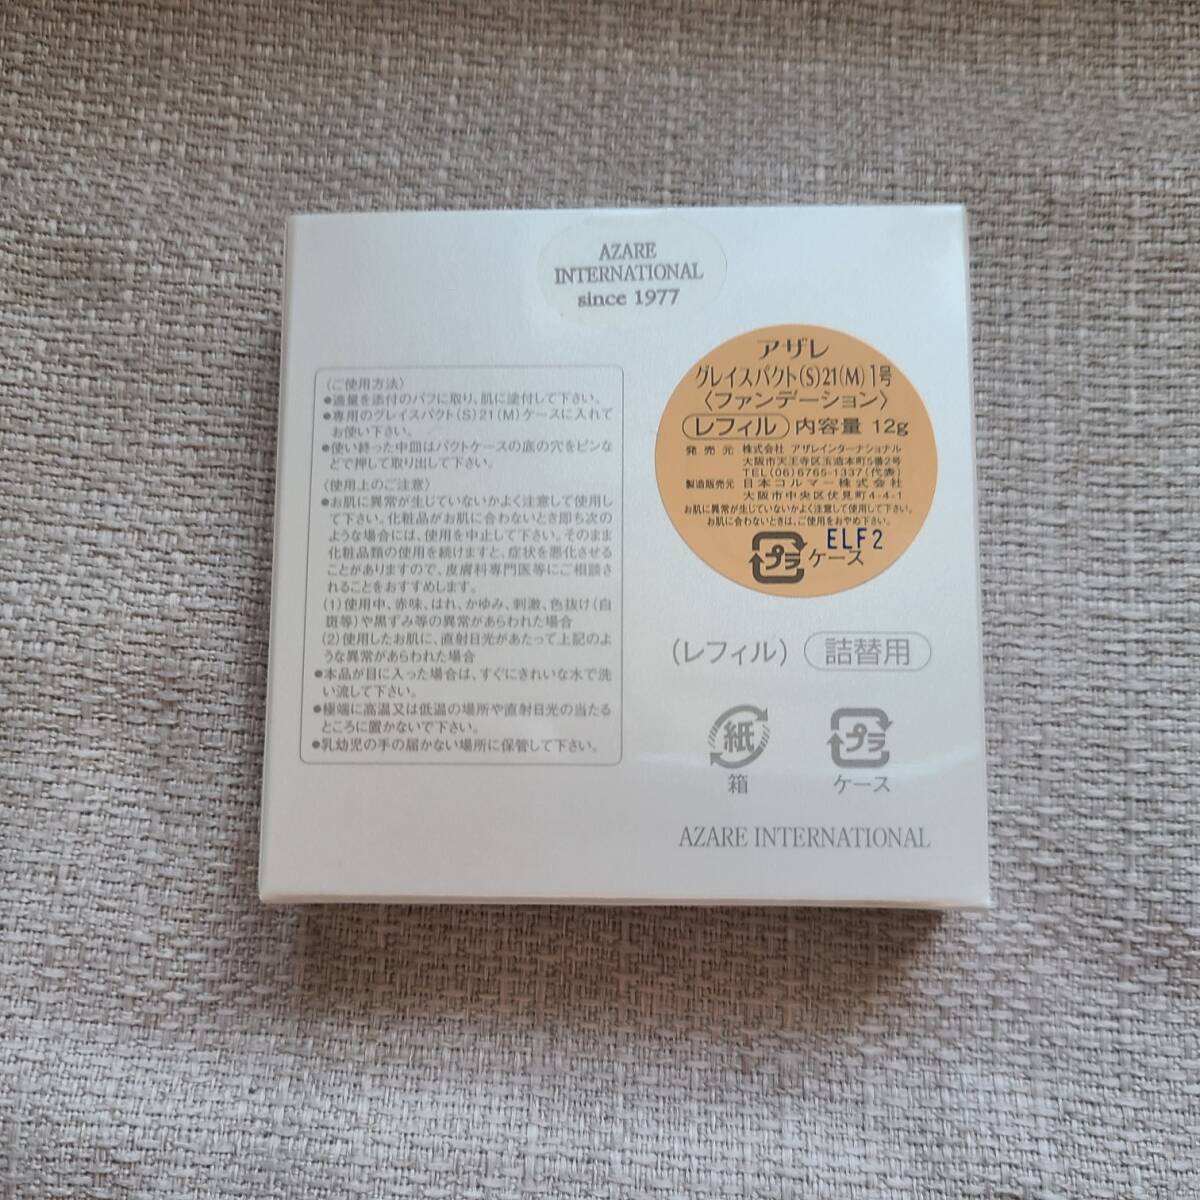 AZARE
INTERNATIONAL
since 1977
アザレ
グレイスパクト(S)21(M)1号
〈ファンデーション〉
レフィル 内容量 12g
発売元 株式会社 アザレインターナショナル
大阪市天王寺区玉造本町5番2号
TEL(06)6765-1337(代表)
製造販売元 日本コルマー株式会社
大阪市中央区伏見町4-4-1
お肌に異常が生じていないかよく注意して使用して下さい。
お肌に合わないときは、ご使用をおやめ下さい。
ELF2
プラ ケース
〈ご使用方法〉
●適量を添付のパフに取り、肌に塗付して下さい。
●専用のグレイスパクト(S)21(M)ケースに入れて
お使い下さい。
●使い終った中皿はパクトケースの底の穴をピンな
どで押して取り出して下さい。
〈使用上のご注意〉
●お肌に異常が生じていないかよく注意して使用し
て下さい。化粧品がお肌に合わないとき即ち次の
ような場合には、使用を中止して下さい。そのまま
化粧品類の使用を続けますと、症状を悪化させる
ことがありますので、皮膚科専門医等にご相談さ
れることをおすすめします。
(1)使用中、赤味、はれ、かゆみ、刺激、色抜け(白
斑等)や黒ずみ等の異常があらわれた場合
(2)使用したお肌に、直射日光があたって上記のよ
うな異常があらわれた場合
●本品が目に入った場合は、すぐにきれいな水で洗
い流して下さい。
●極端に高温又は低温の場所や直射日光の当たる
ところに置かないで下さい。
●乳幼児の手の届かない場所に保管して下さい。
(レフィル) 詰替用
紙 プラ
箱 ケース
AZARE INTERNATIONAL